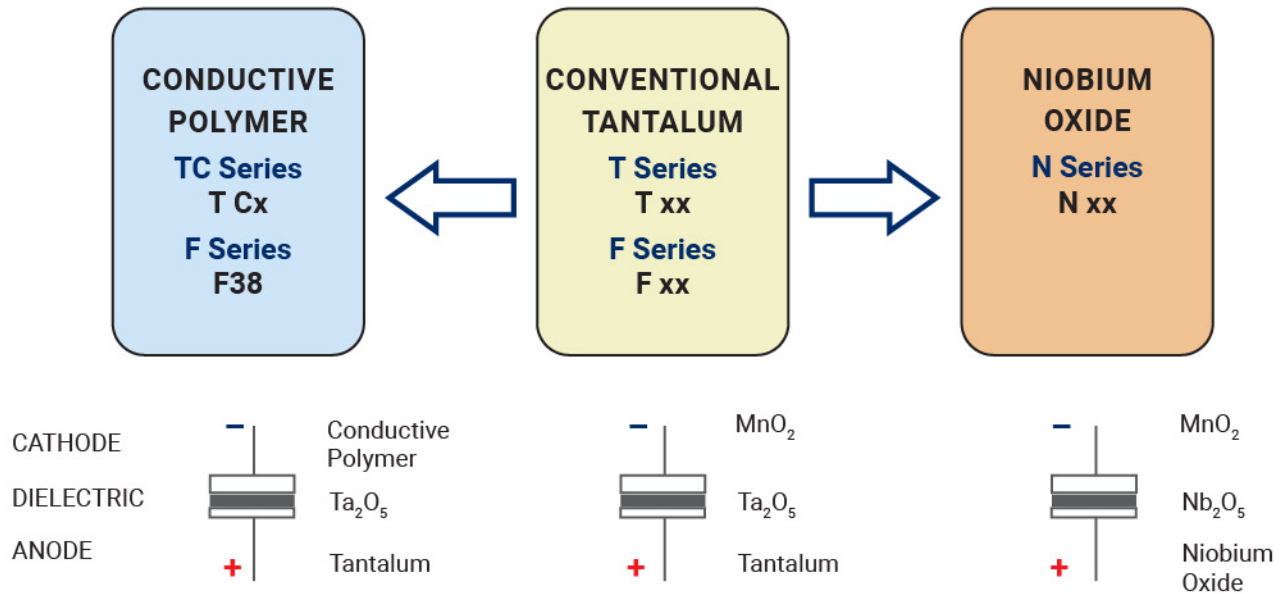 CONDUCTIVE
POLYMER
TC Series
T Cx
F Series
F38
CONVENTIONAL
TANTALUM
T Series
T xx
F Series
F xx
NIOBIUM
OXIDE
N Series
N xx
CATHODE
DIELECTRIC
ANODE
−
Conductive
Polymer
Ta₂O₅
+
Tantalum
−
MnO₂
Ta₂O₅
+
Tantalum
−
MnO₂
Nb₂O₅
+
Niobium
Oxide